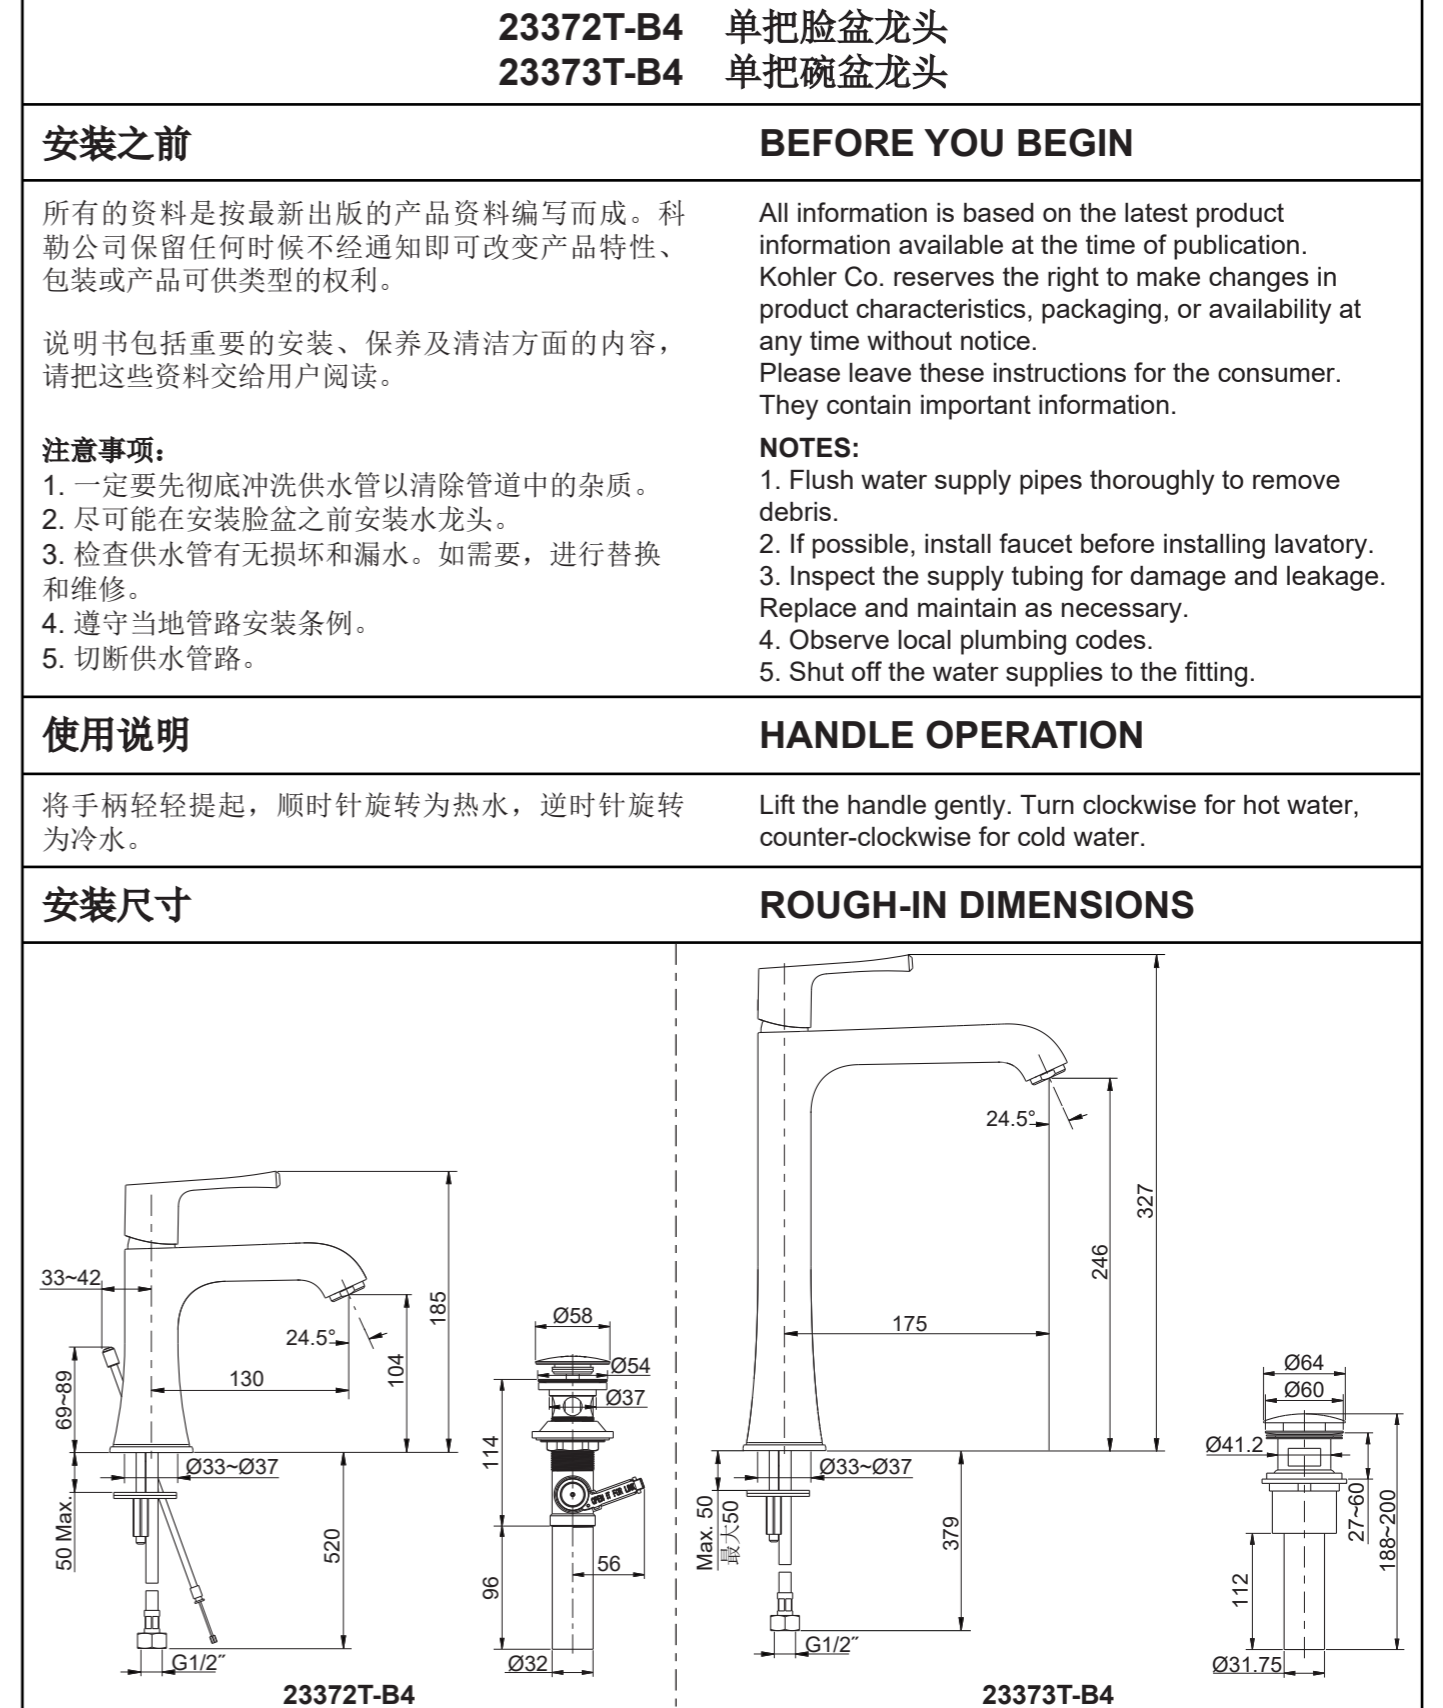 23372T-B4 单把脸盆龙头
23373T-B4 单把碗盆龙头
安装之前
BEFORE YOU BEGIN
所有的资料是按最新出版的产品资料编写而成。科
勒公司保留任何时候不经通知即可改变产品特性、
包装或产品可供类型的权利。
说明书包括重要的安装、保养及清洁方面的内容，
请把这些资料交给用户阅读。
注意事项：
1. 一定要先彻底冲洗供水管以清除管道中的杂质。
2. 尽可能在安装脸盆之前安装水龙头。
3. 检查供水管有无损坏和漏水。如需要，进行替换
和维修。
4. 遵守当地管路安装条例。
5. 切断供水管路。
All information is based on the latest product
information available at the time of publication.
Kohler Co. reserves the right to make changes in
product characteristics, packaging, or availability at
any time without notice.
Please leave these instructions for the consumer.
They contain important information.
NOTES:
1. Flush water supply pipes thoroughly to remove
debris.
2. If possible, install faucet before installing lavatory.
3. Inspect the supply tubing for damage and leakage.
Replace and maintain as necessary.
4. Observe local plumbing codes.
5. Shut off the water supplies to the fitting.
使用说明
HANDLE OPERATION
将手柄轻轻提起，顺时针旋转为热水，逆时针旋转
为冷水。
Lift the handle gently. Turn clockwise for hot water,
counter-clockwise for cold water.
安装尺寸
ROUGH-IN DIMENSIONS
33~42
185
24.5°
104
130
69~89
Ø33~Ø37
50 Max.
520
G1/2″
Ø58
Ø54
Ø37
114
OPEN IT FOR LINK
56
96
Ø32
23372T-B4
24.5°
327
246
175
Ø33~Ø37
Max. 50
最大50
379
G1/2″
Ø64
Ø60
Ø41.2
27~60
188~200
112
Ø31.75
23373T-B4